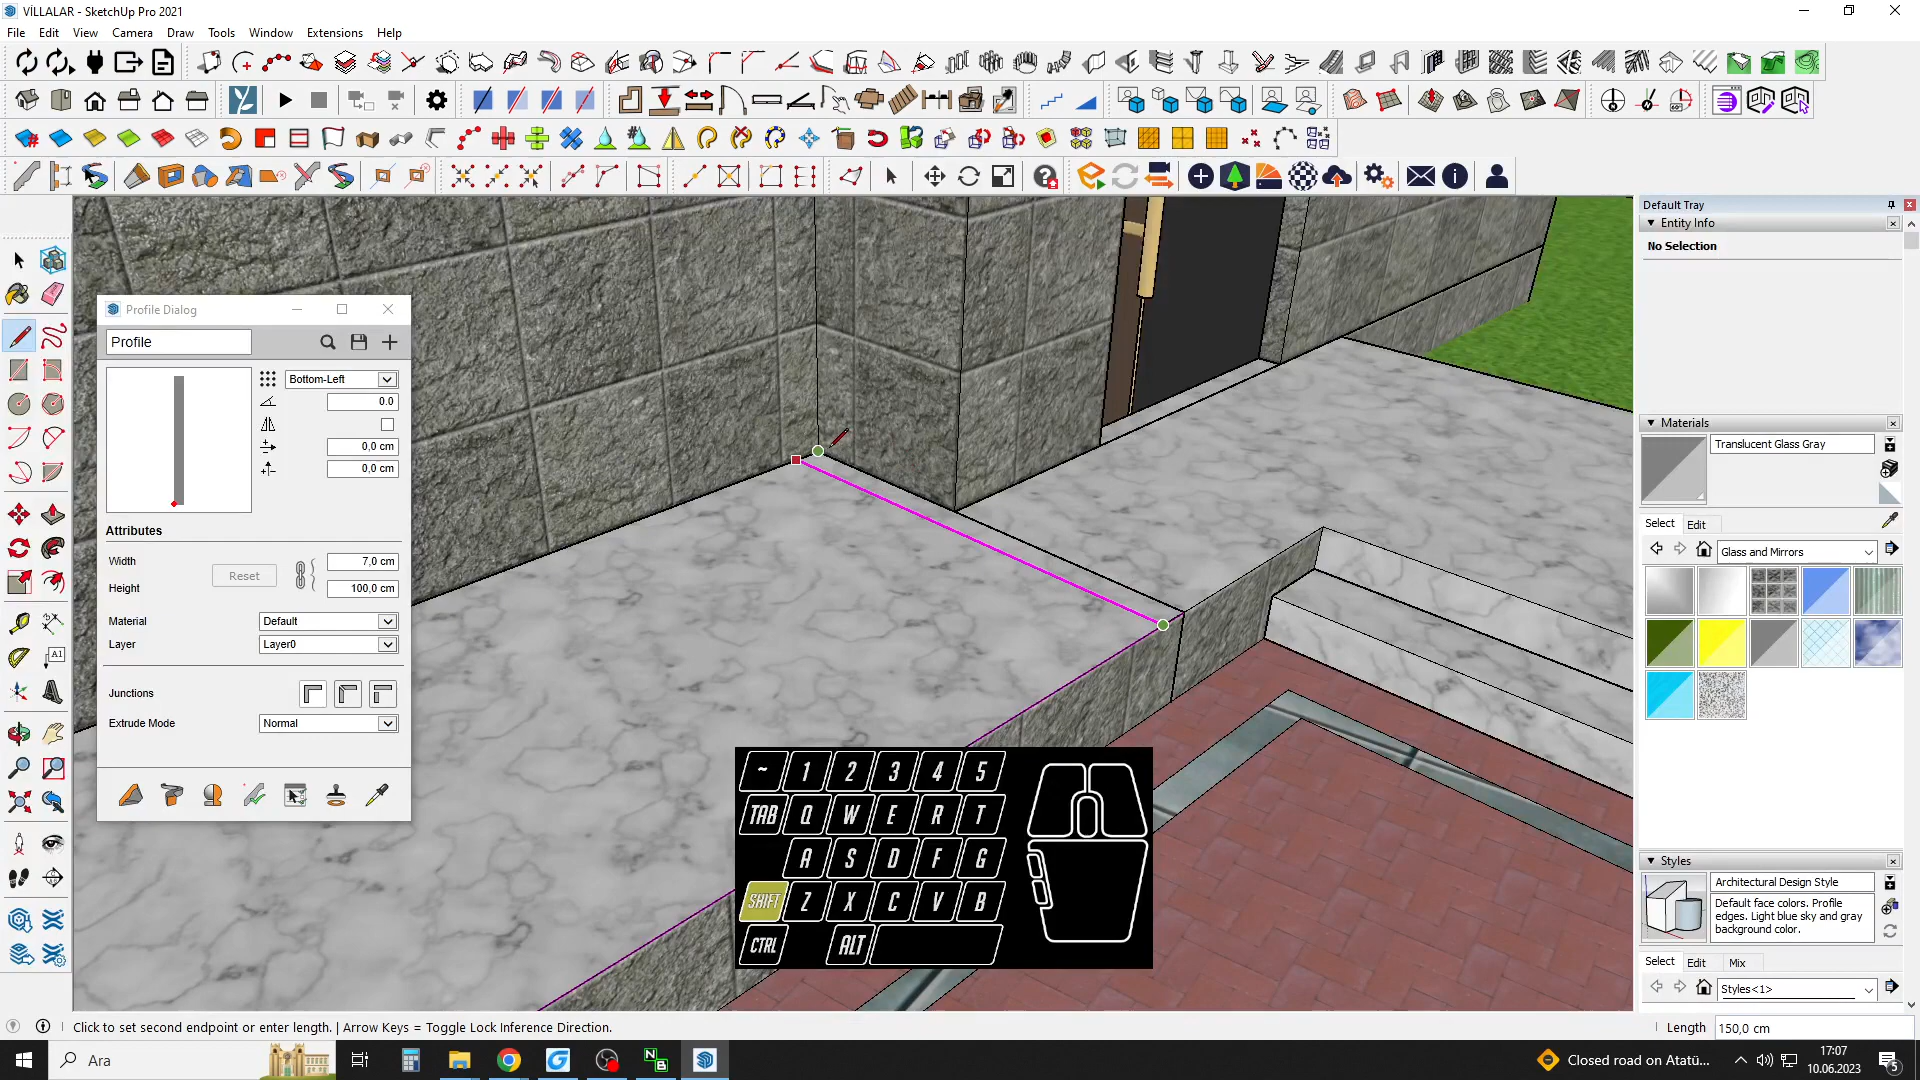 VİLLALAR - SketchUp Pro 2021
File Edit View Camera Draw Tools Window Extensions Help
Default Tray
Entity Info
No Selection
Profile Dialog
Profile
Bottom-Left
0.0
0,0 cm
0,0 cm
Attributes
Width 7,0 cm
Reset
Height 100,0 cm
Material Default
Layer Layer0
Junctions
Extrude Mode Normal
A1
Materials
Translucent Glass Gray
Select Edit
Glass and Mirrors
~ 1 2 3 4 5
TAB Q W E R T
A S D F G
SHIFT Z X C V B
CTRL ALT
Styles
Architectural Design Style
Default face colors. Profile
edges. Light blue sky and gray
background color.
Select Edit Mix
Styles<1>
Click to set second endpoint or enter length. | Arrow Keys = Toggle Lock Inference Direction.
Length 150,0 cm
Ara
Closed road on Atatü...
17:07
10.06.2023
5